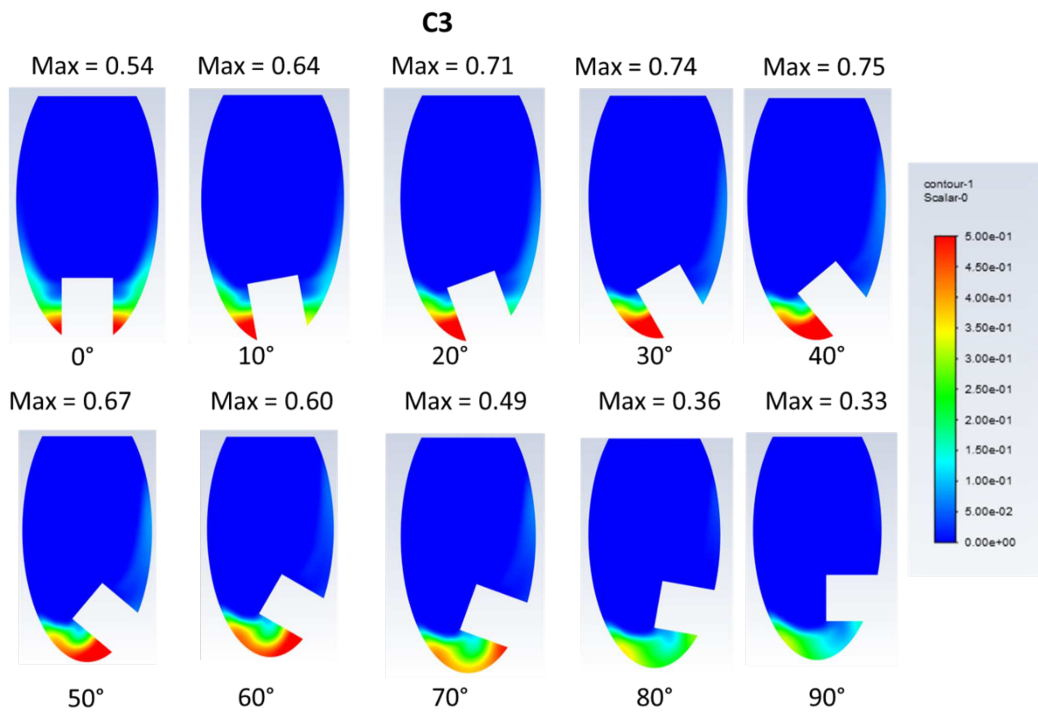 C3
Max = 0.54
Max = 0.64
Max = 0.71
Max = 0.74
Max = 0.75
0°
10°
20°
30°
40°
Max = 0.67
Max = 0.60
Max = 0.49
Max = 0.36
Max = 0.33
50°
60°
70°
80°
90°
contour-1
Scalar-0
5.00e-01
4.50e-01
4.00e-01
3.50e-01
3.00e-01
2.50e-01
2.00e-01
1.50e-01
1.00e-01
5.00e-02
0.00e+00